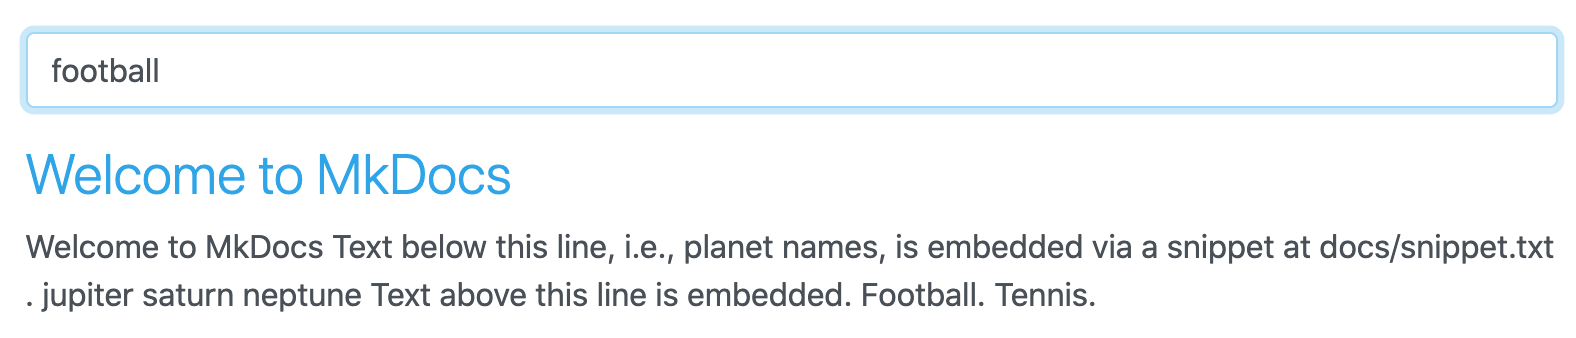 football
Welcome to MkDocs
Welcome to MkDocs Text below this line, i.e., planet names, is embedded via a snippet at docs/snippet.txt
. jupiter saturn neptune Text above this line is embedded. Football. Tennis.